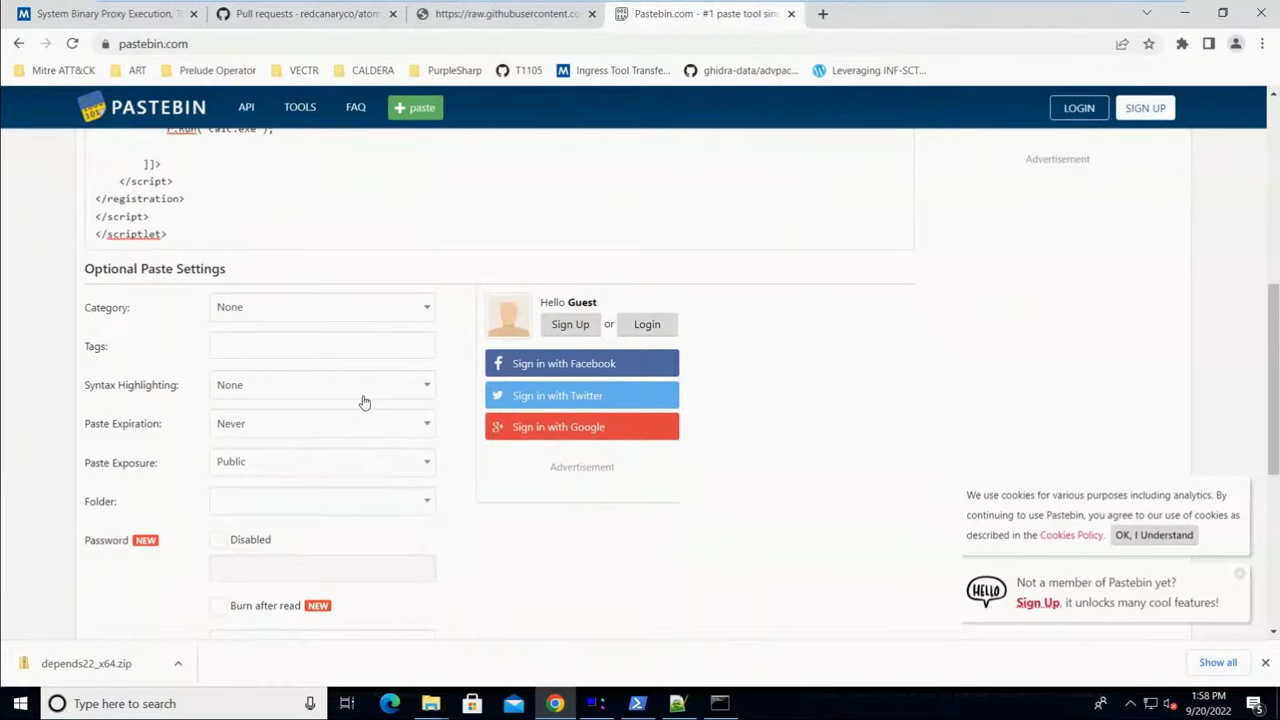 System Binary Proxy Execution, T
Pull requests · redcanaryco/atom
https://raw.githubusercontent.co
Pastebin.com - #1 paste tool sinc
pastebin.com
Mitre ATT&CK
ART
Prelude Operator
VECTR
CALDERA
PurpleSharp
T1105
Ingress Tool Transfe...
ghidra-data/advpac...
Leveraging INF-SCT...
PASTEBIN
API
TOOLS
FAQ
+ paste
LOGIN
SIGN UP
r.Run("calc.exe");
]]>
</script>
</registration>
</script>
</scriptlet>
Advertisement
Optional Paste Settings
Category: None
Tags:
Syntax Highlighting: None
Paste Expiration: Never
Paste Exposure: Public
Folder:
Password NEW Disabled
Burn after read NEW
Hello Guest
Sign Up or Login
Sign in with Facebook
Sign in with Twitter
Sign in with Google
Advertisement
We use cookies for various purposes including analytics. By
continuing to use Pastebin, you agree to our use of cookies as
described in the Cookies Policy. OK, I Understand
HELLO
Not a member of Pastebin yet?
Sign Up, it unlocks many cool features!
depends22_x64.zip
Show all
Type here to search
1:58 PM
9/20/2022
5